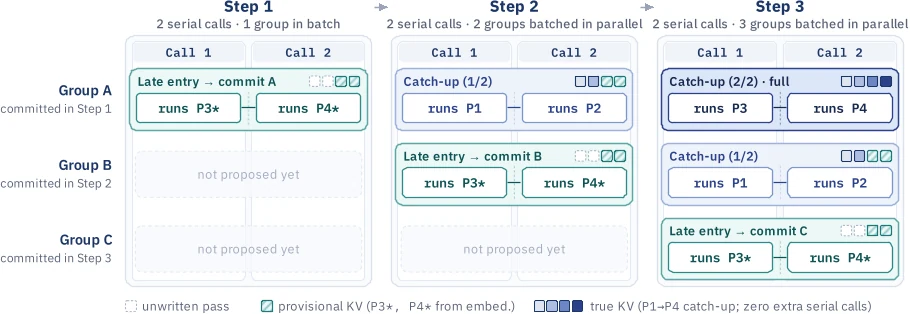 Step 1
2 serial calls · 1 group in batch
Step 2
2 serial calls · 2 groups batched in parallel
Step 3
2 serial calls · 3 groups batched in parallel
Call 1 Call 2
Call 1 Call 2
Call 1 Call 2
Group A
committed in Step 1
Late entry → commit A
runs P3* runs P4*
Catch-up (1/2)
runs P1 runs P2
Catch-up (2/2) · full
runs P3 runs P4
Group B
committed in Step 2
not proposed yet
Late entry → commit B
runs P3* runs P4*
Catch-up (1/2)
runs P1 runs P2
Group C
committed in Step 3
not proposed yet
not proposed yet
Late entry → commit C
runs P3* runs P4*
unwritten pass
provisional KV (P3*, P4* from embed.)
true KV (P1→P4 catch-up; zero extra serial calls)